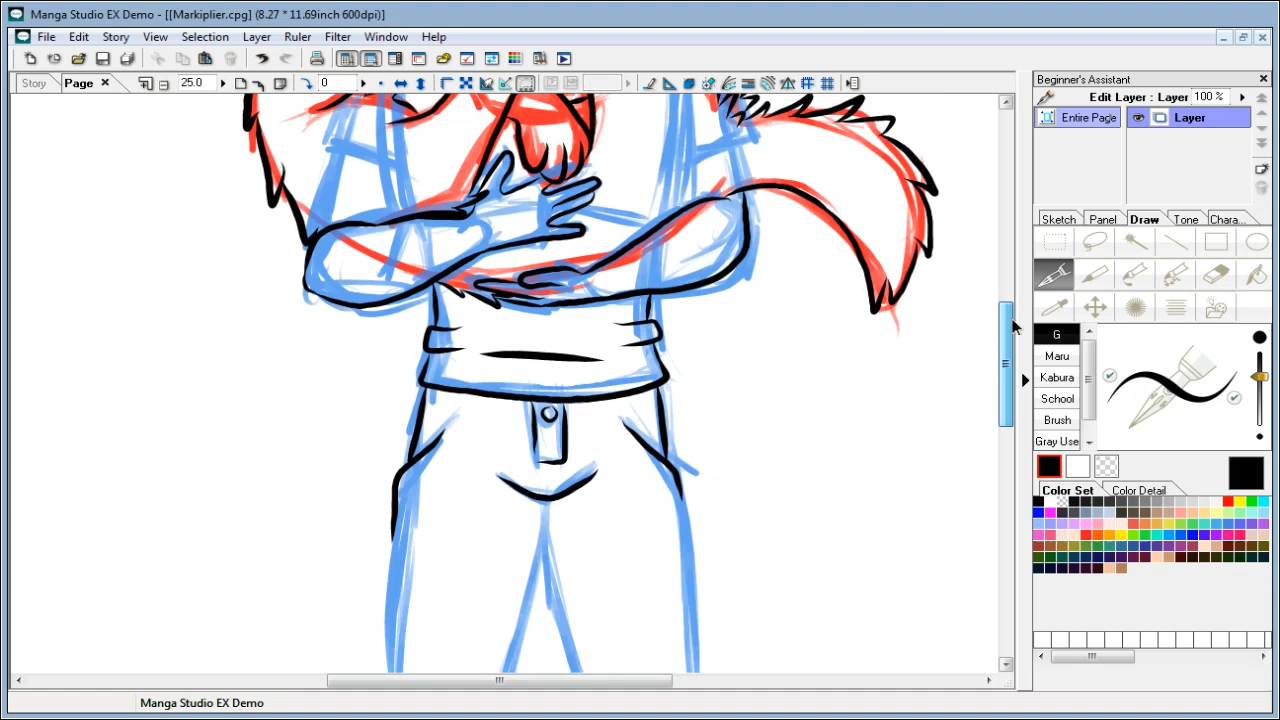 Manga Studio EX Demo - [[Markiplier.cpg] (8.27 * 11.69inch 600dpi)]
File Edit Story View Selection Layer Ruler Filter Window Help
Story Page 25.0 0
Beginner's Assistant
Edit Layer : Layer 100 %
Entire Page Layer
Sketch Panel Draw Tone Chara...
G
Maru
Kabura
School
Brush
Gray Use
Color Set Color Detail
Manga Studio EX Demo